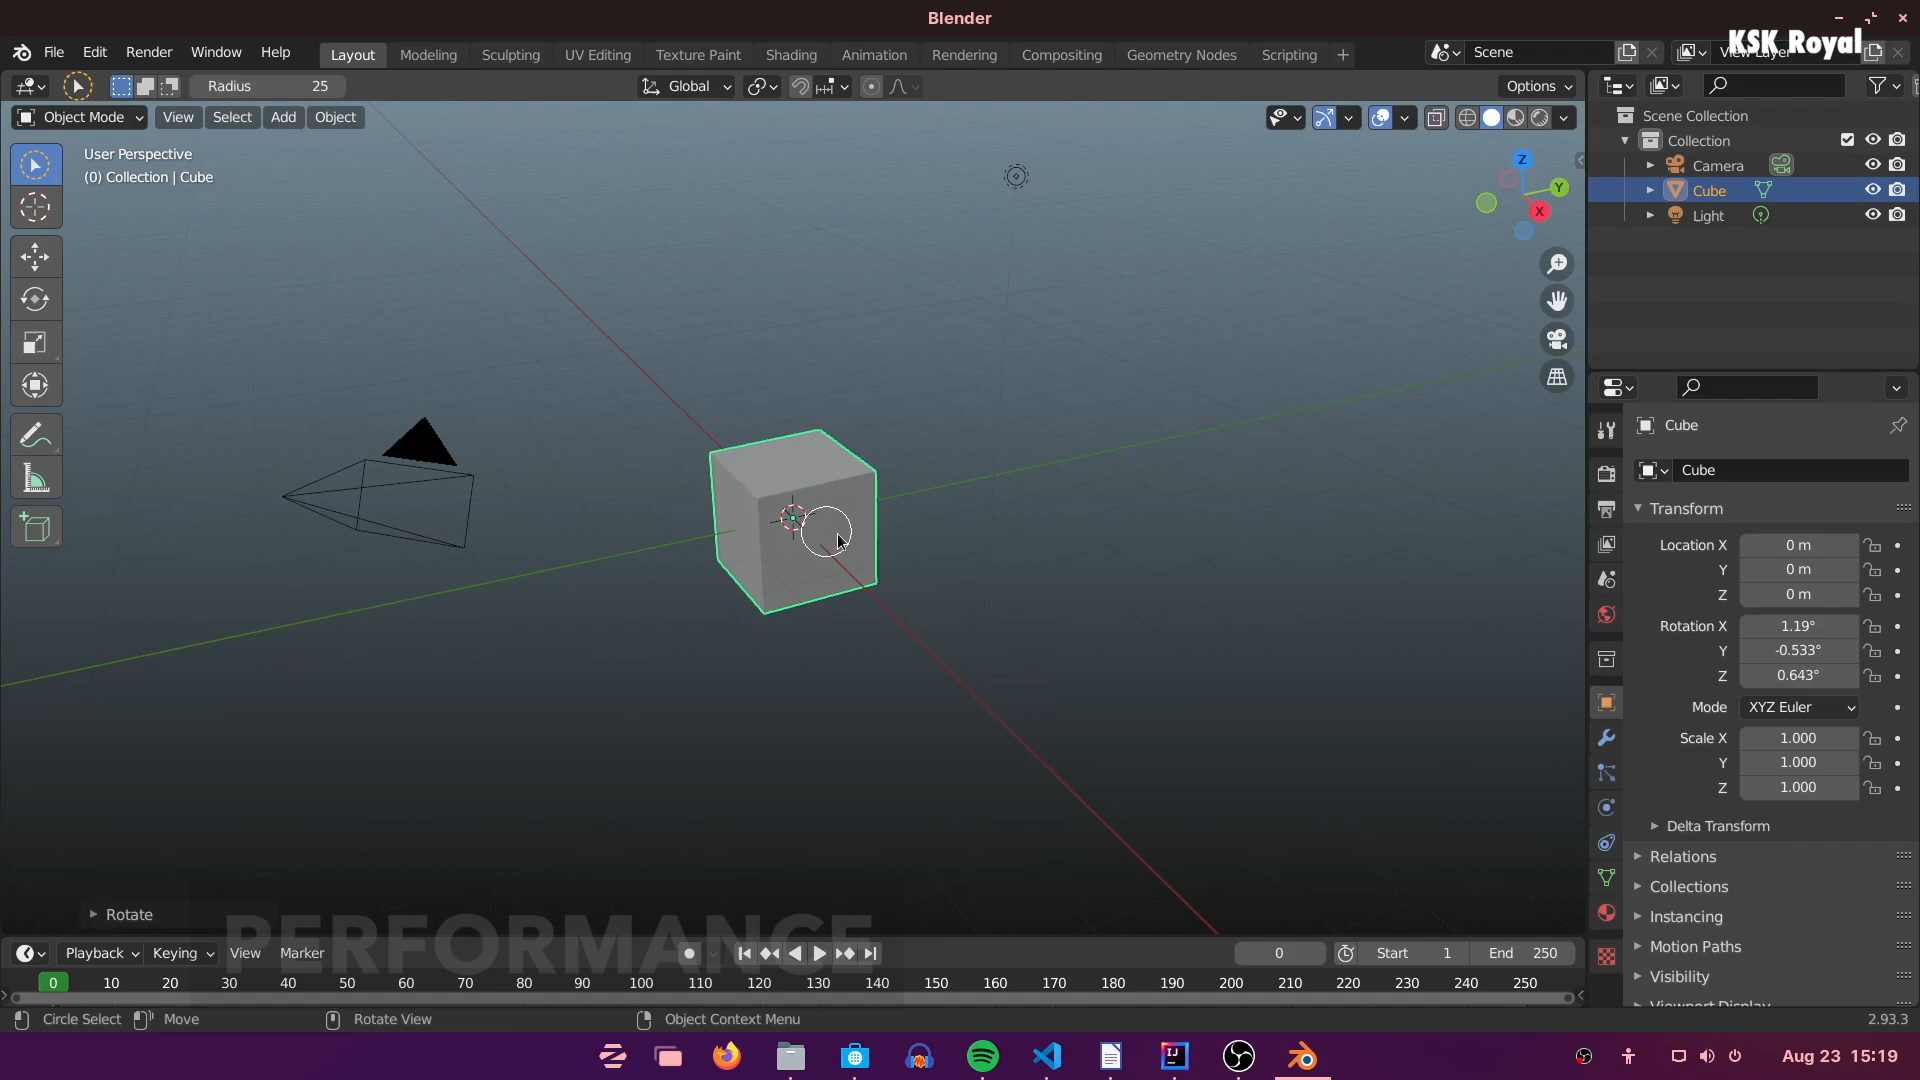 Blender
KSK Royal
File Edit Render Window Help Layout Modeling Sculpting UV Editing Texture Paint Shading Animation Rendering Compositing Geometry Nodes Scripting + Scene
Radius 25 Global Options
Object Mode View Select Add Object
User Perspective
(0) Collection | Cube
Z
Y
X
Scene Collection
Collection
Camera
Cube
Light
Cube
Cube
Transform
Location X 0 m
Y 0 m
Z 0 m
Rotation X 1.19°
Y -0.533°
Z 0.643°
Mode XYZ Euler
Scale X 1.000
Y 1.000
Z 1.000
Delta Transform
Relations
Collections
Instancing
Motion Paths
Visibility
Viewport Display
Rotate
PERFORMANCE
Playback Keying View Marker 0 Start 1 End 250
0 10 20 30 40 50 60 70 80 90 100 110 120 130 140 150 160 170 180 190 200 210 220 230 240 250
Circle Select Move Rotate View Object Context Menu 2.93.3
IJ
Aug 23 15:19